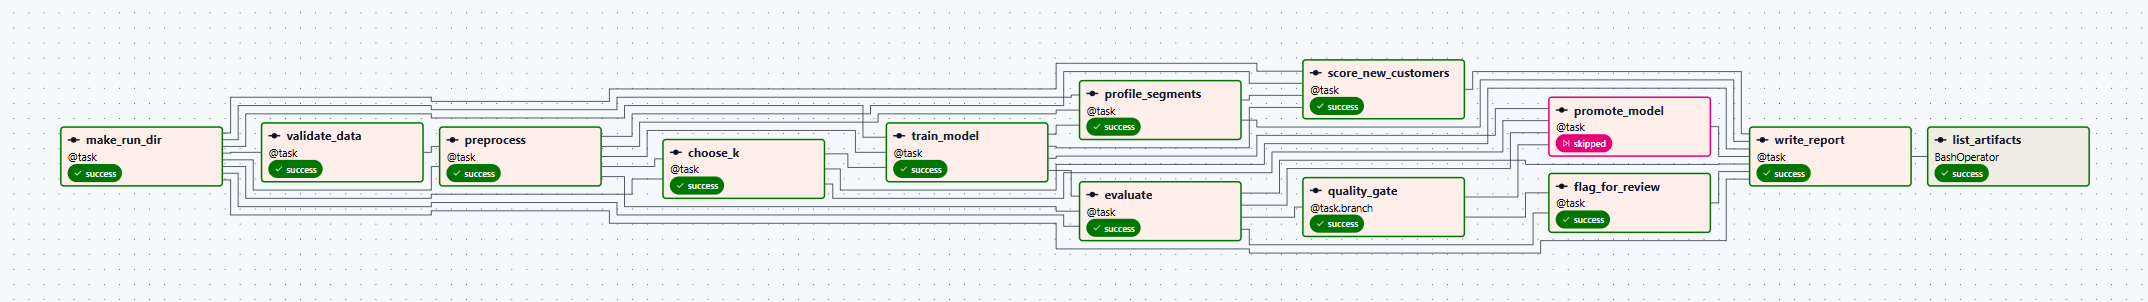 make_run_dir
@task
success
validate_data
@task
success
preprocess
@task
success
choose_k
@task
success
train_model
@task
success
profile_segments
@task
success
evaluate
@task
success
score_new_customers
@task
success
quality_gate
@task.branch
success
promote_model
@task
skipped
flag_for_review
@task
success
write_report
@task
success
list_artifacts
BashOperator
success